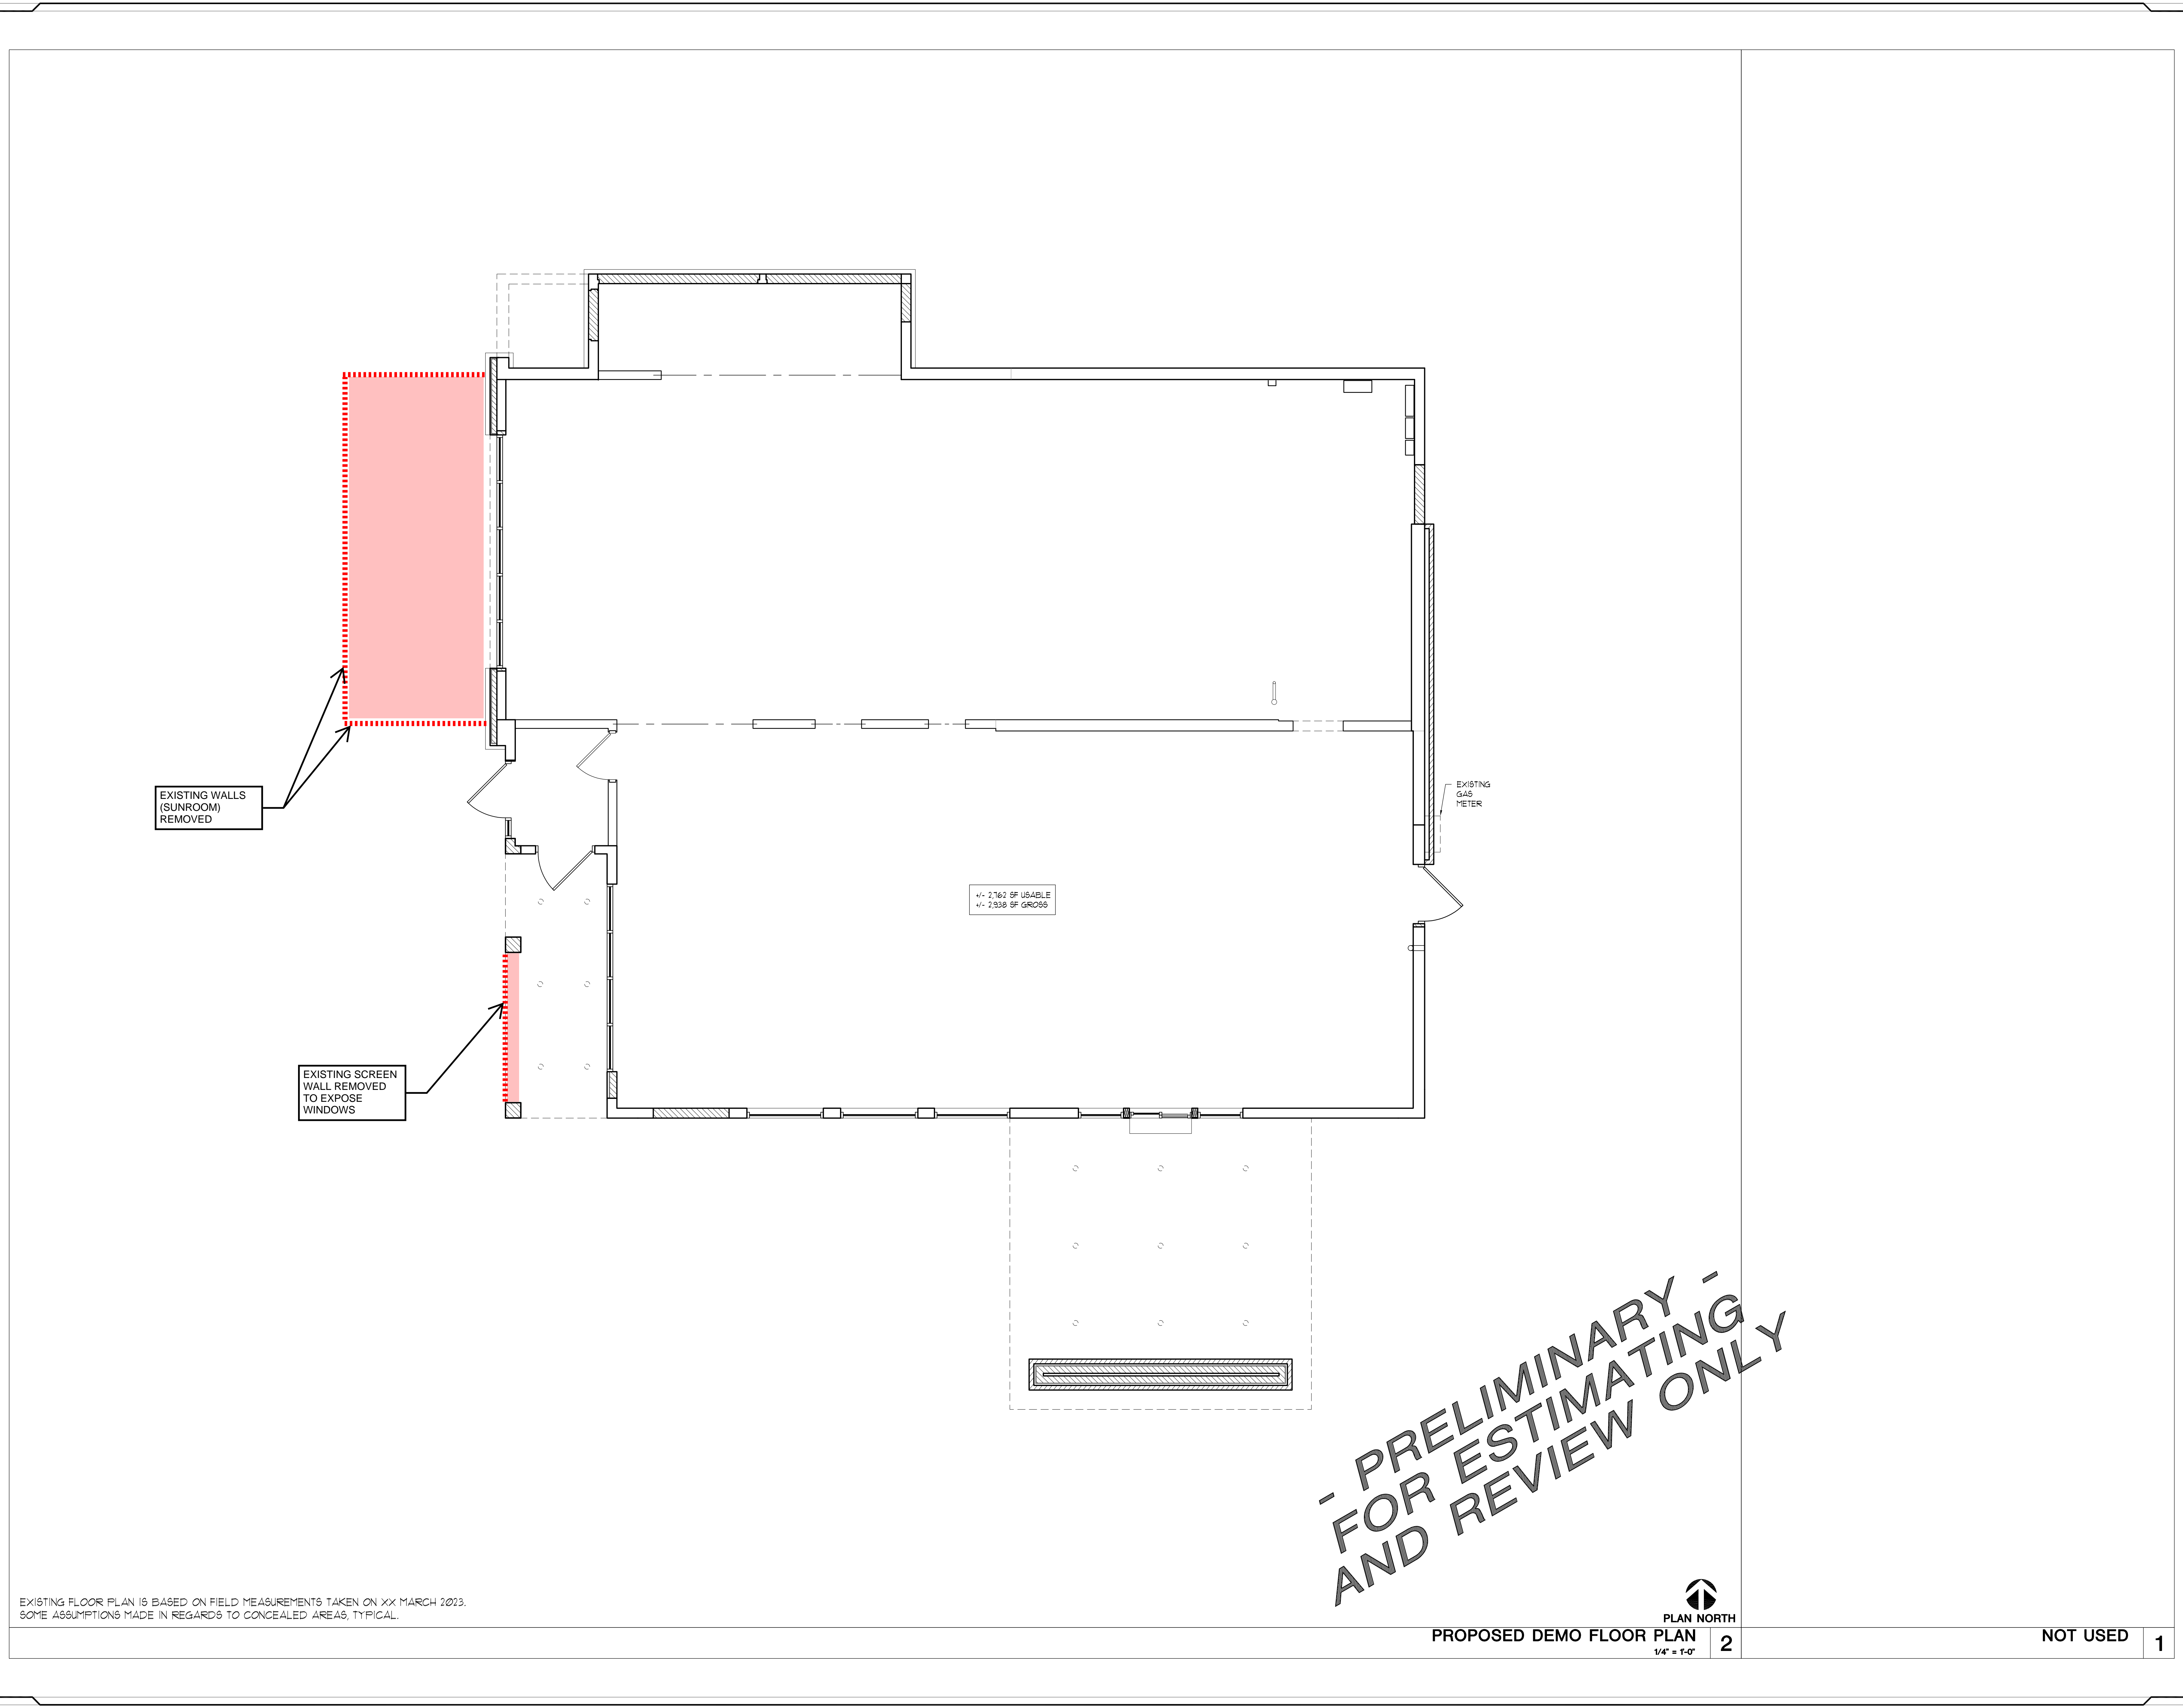 EXISTING WALLS
(SUNROOM)
REMOVED
EXISTING
GAS
METER
+/- 2,762 SF USABLE
+/- 2,938 SF GROSS
EXISTING SCREEN
WALL REMOVED
TO EXPOSE
WINDOWS
- PRELIMINARY -
FOR ESTIMATING
AND REVIEW ONLY
EXISTING FLOOR PLAN IS BASED ON FIELD MEASUREMENTS TAKEN ON XX MARCH 2023.
SOME ASSUMPTIONS MADE IN REGARDS TO CONCEALED AREAS, TYPICAL.
PLAN NORTH
PROPOSED DEMO FLOOR PLAN
1/4" = 1'-0"
2
NOT USED
1